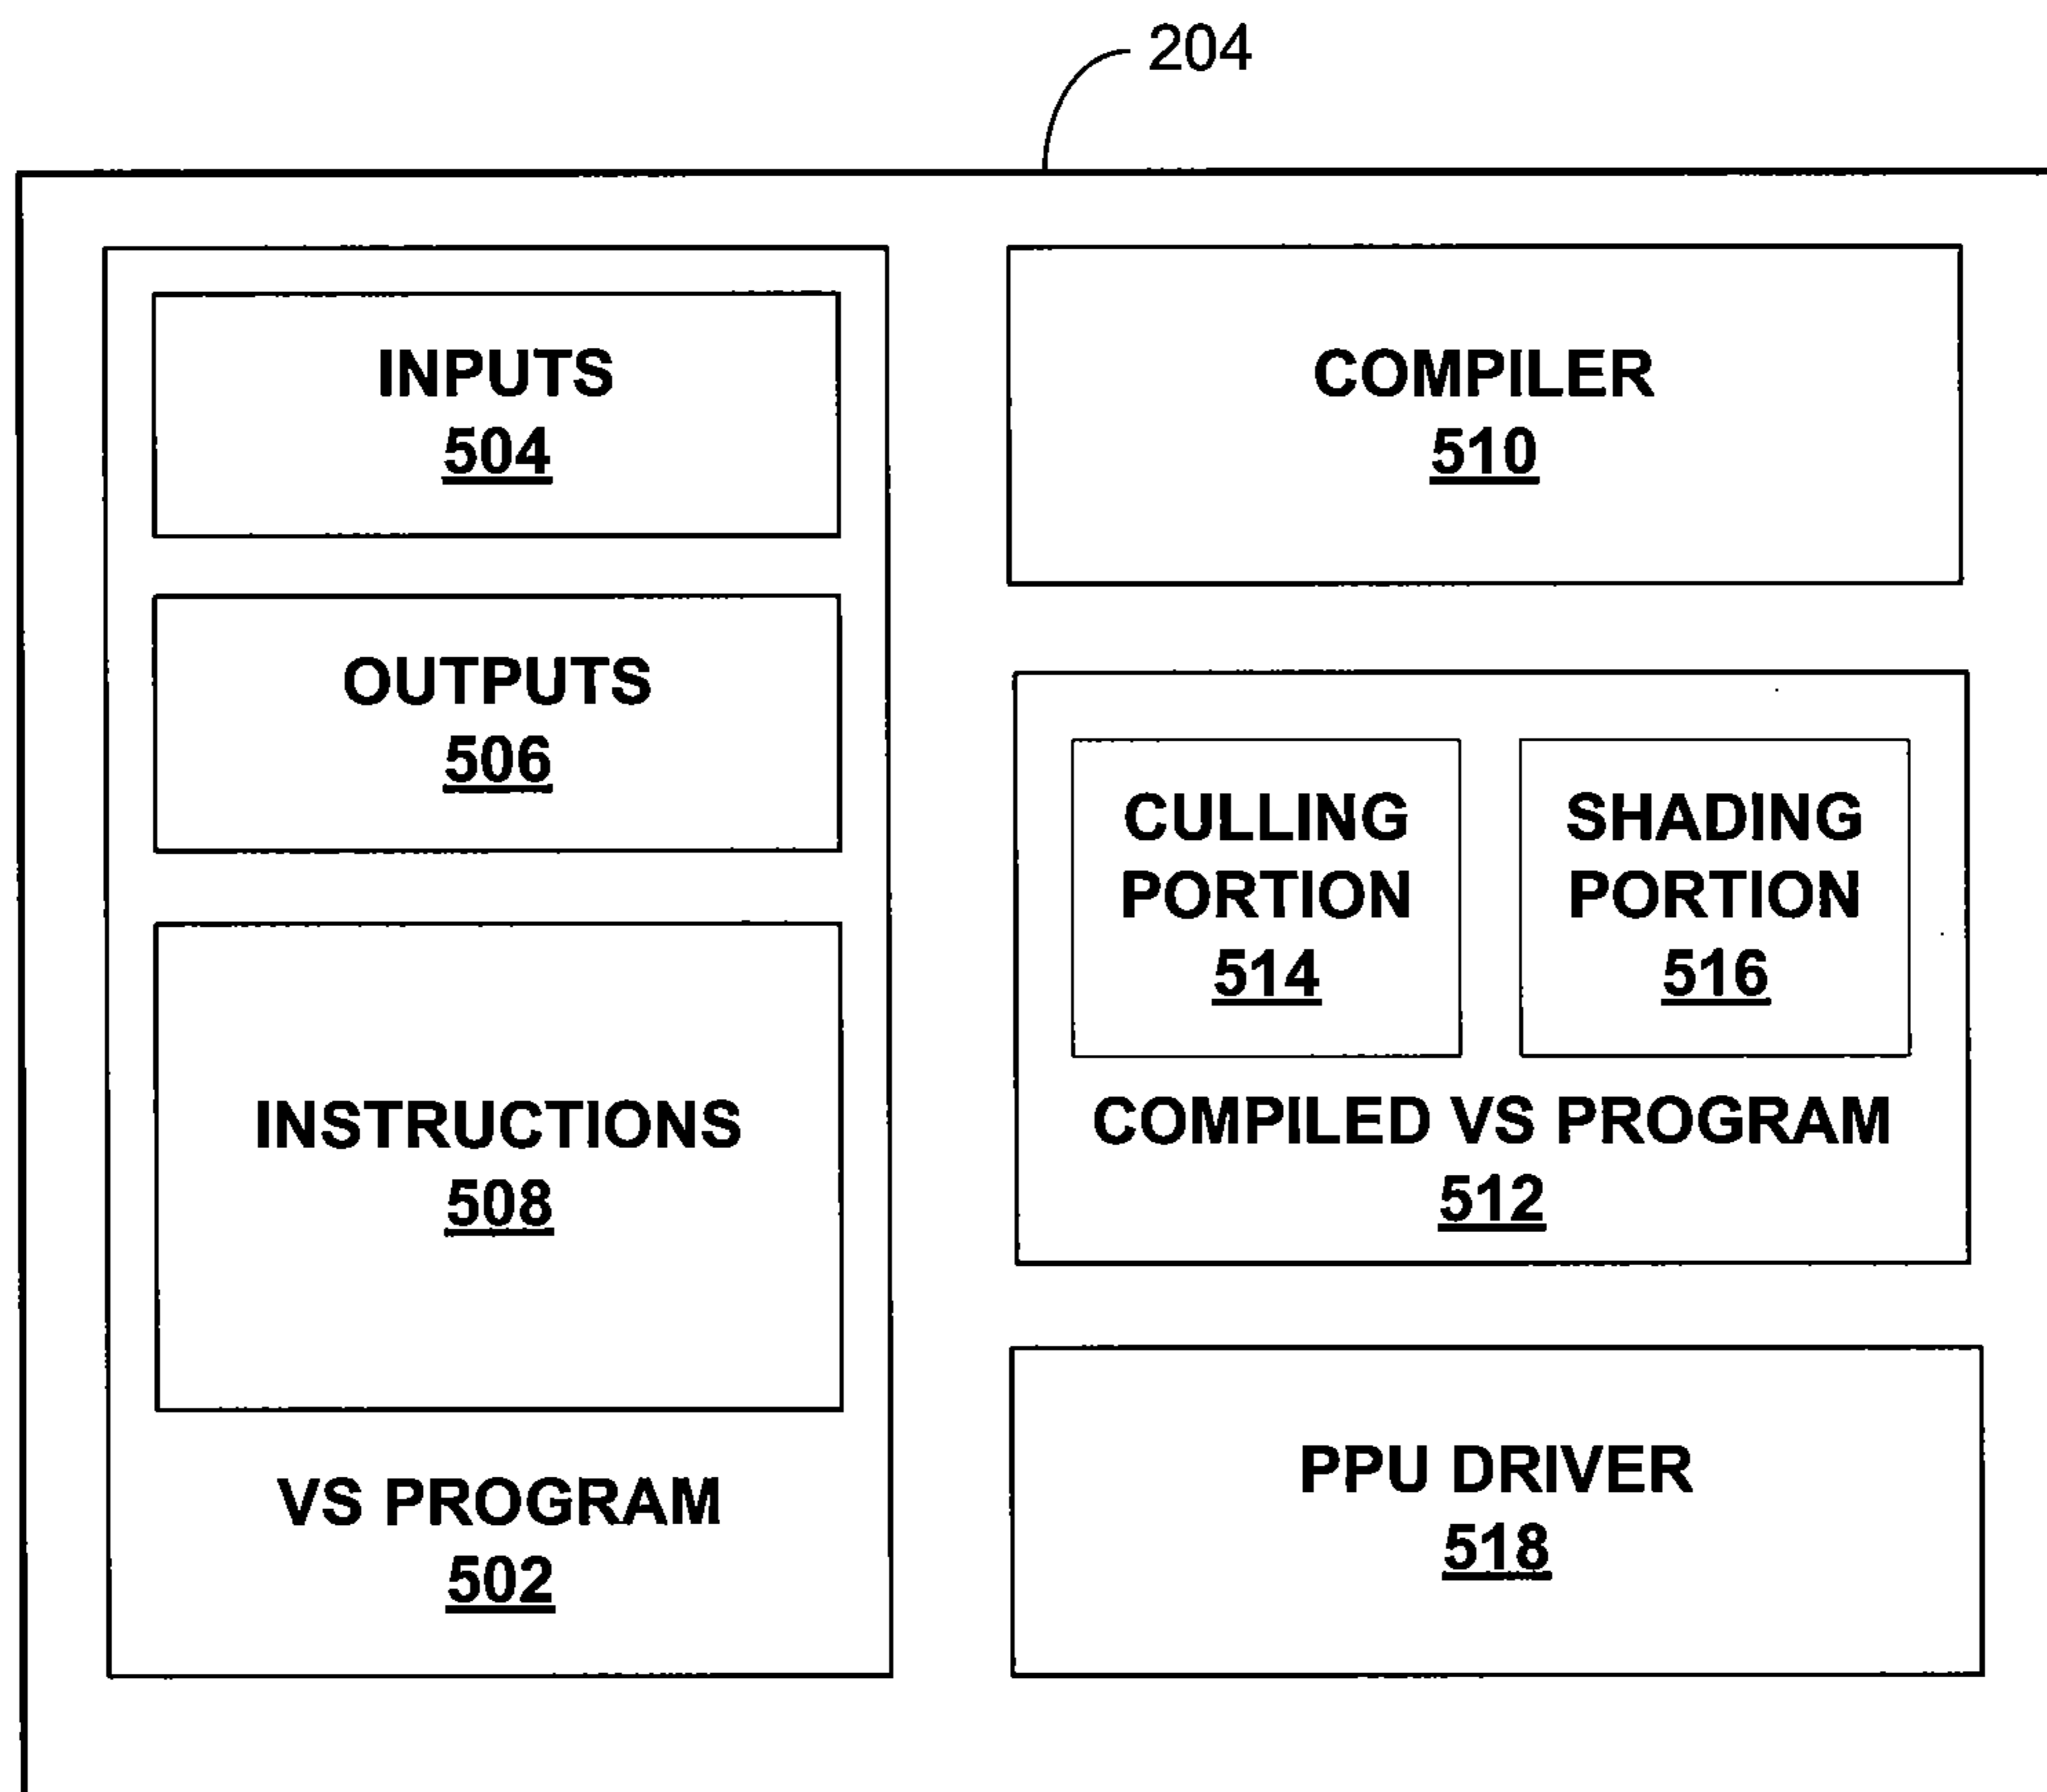 204
INPUTS
504
OUTPUTS
506
INSTRUCTIONS
508
VS PROGRAM
502
COMPILER
510
CULLING
PORTION
514
SHADING
PORTION
516
COMPILED VS PROGRAM
512
PPU DRIVER
518